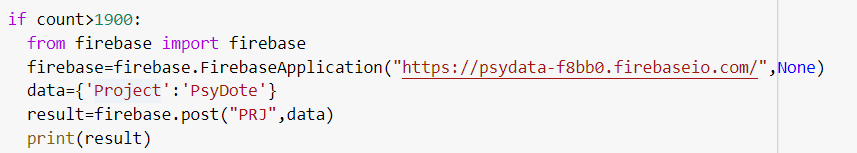 if count>1900:
from firebase import firebase
firebase=firebase.FirebaseApplication("https://psydata-f8bb0.firebaseio.com/",None)
data={'Project':'PsyDote'}
result=firebase.post("PRJ",data)
print(result)